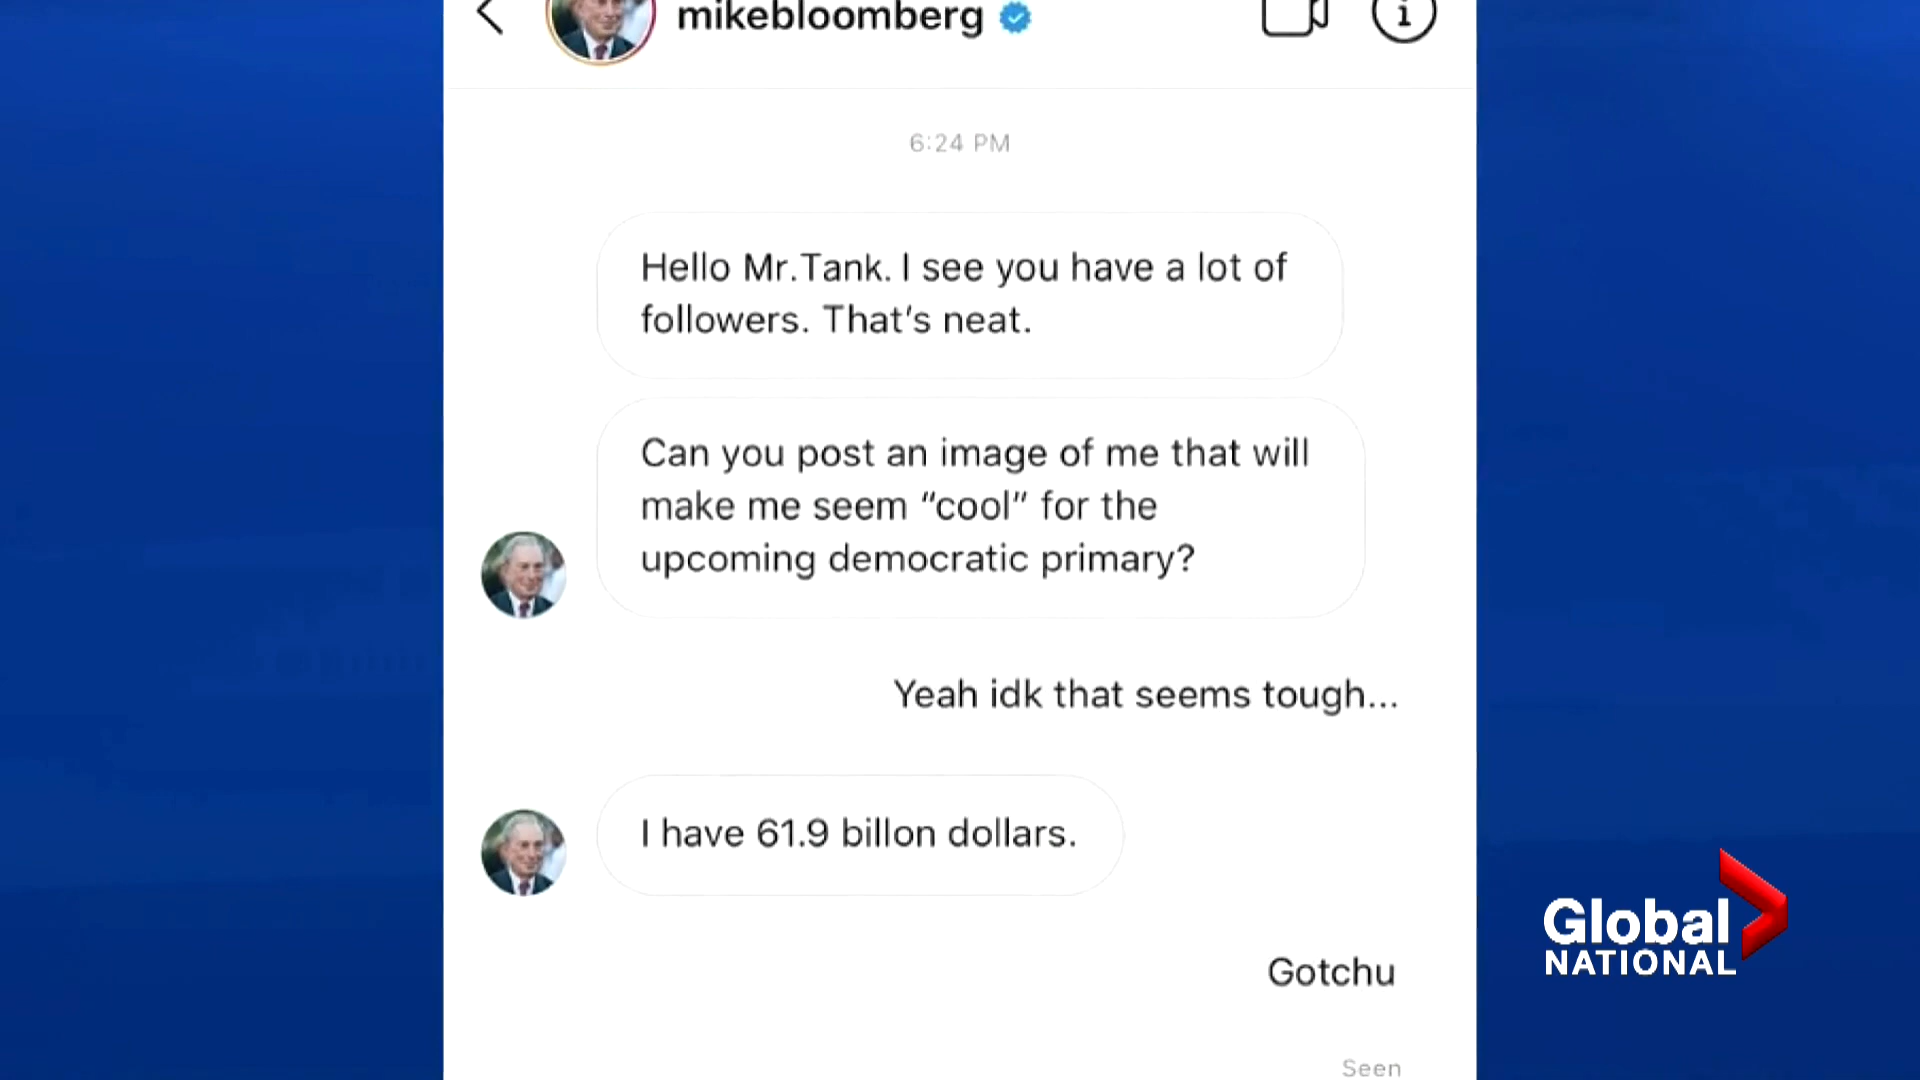 mikebloomberg
6:24 PM
Hello Mr.Tank. I see you have a lot of
followers. That's neat.
Can you post an image of me that will
make me seem “cool” for the
upcoming democratic primary?
Yeah idk that seems tough...
I have 61.9 billon dollars.
Gotchu
Seen
Global
NATIONAL